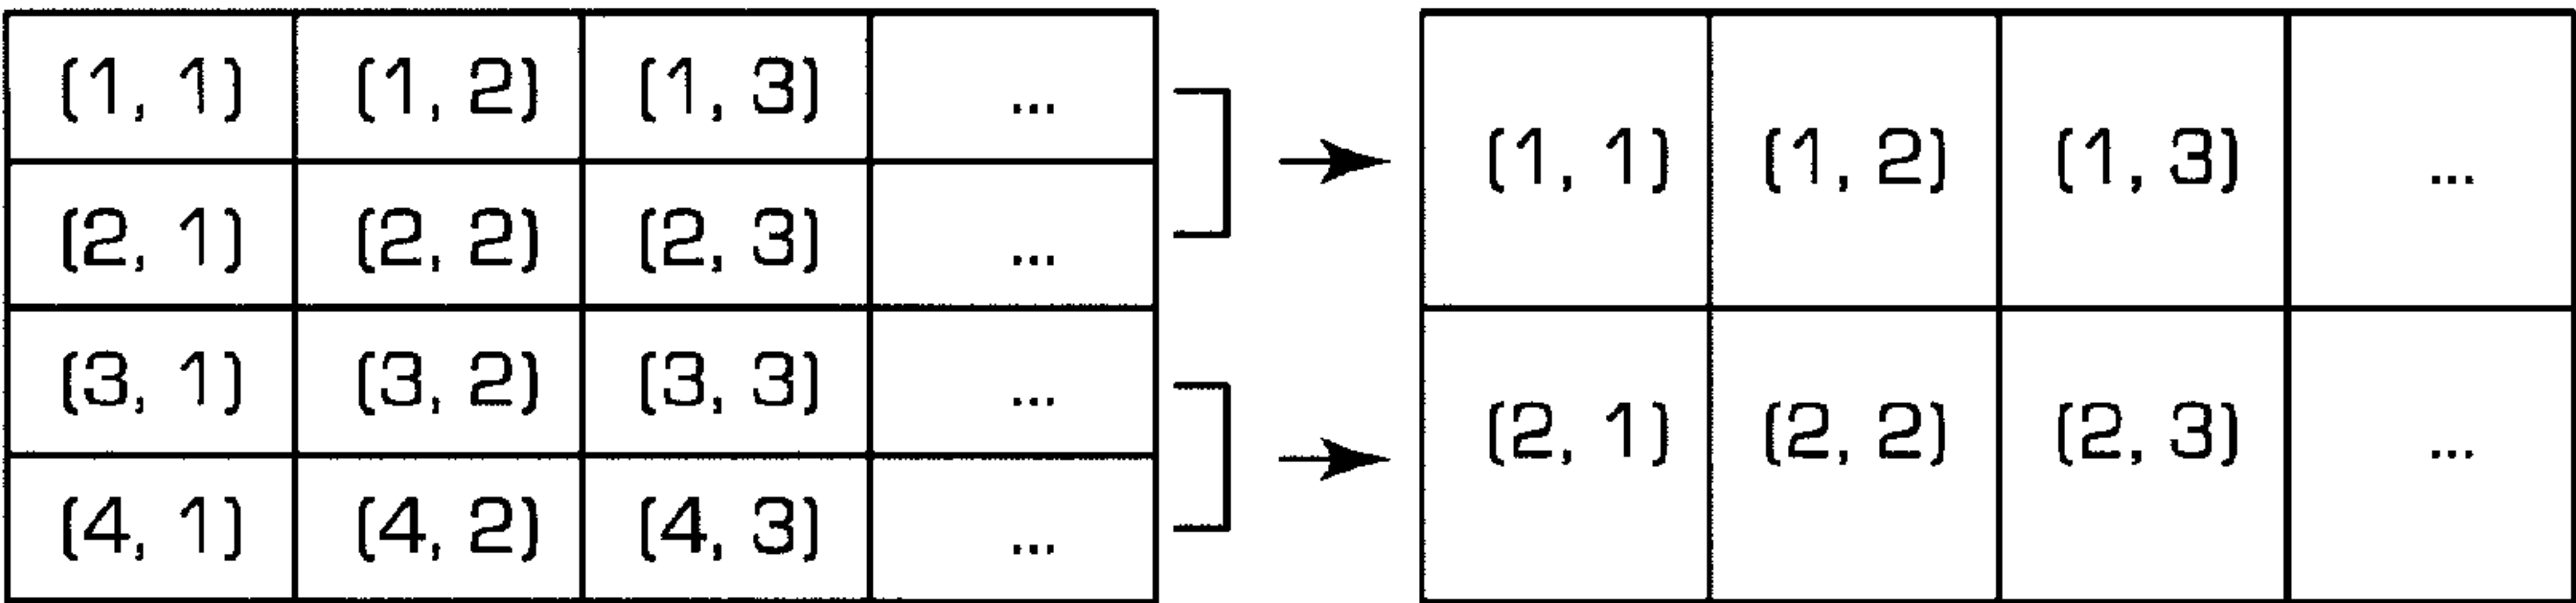 (1, 1) (1, 2) (1, 3) ...
(2, 1) (2, 2) (2, 3) ...
(3, 1) (3, 2) (3, 3) ...
(4, 1) (4, 2) (4, 3) ...
(1, 1) (1, 2) (1, 3) ...
(2, 1) (2, 2) (2, 3) ...